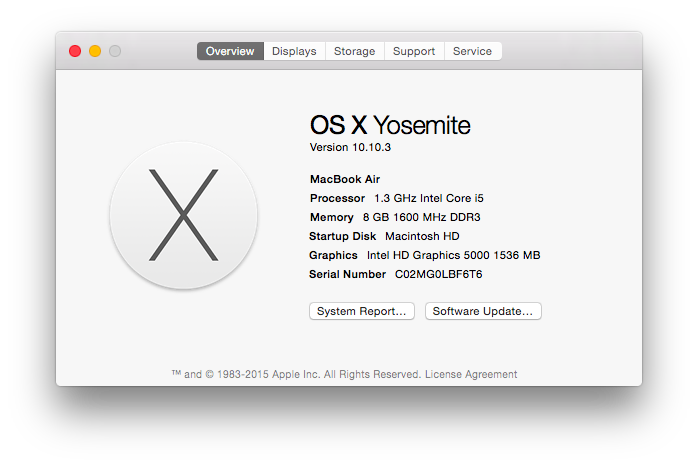 Overview Displays Storage Support Service
OS X Yosemite
Version 10.10.3
MacBook Air
Processor 1.3 GHz Intel Core i5
Memory 8 GB 1600 MHz DDR3
Startup Disk Macintosh HD
Graphics Intel HD Graphics 5000 1536 MB
Serial Number C02MG0LBF6T6
System Report... Software Update...
™ and © 1983-2015 Apple Inc. All Rights Reserved. License Agreement